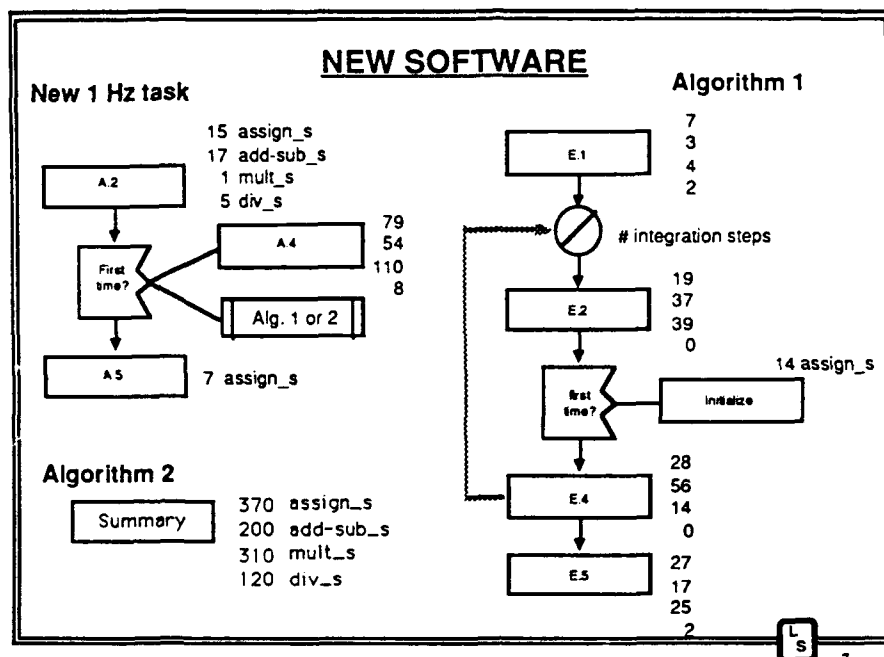 NEW SOFTWARE
New 1 Hz task
15 assign_s
17 add-sub_s
1 mult_s
5 div_s
A.2
First
time?
A.4
79
54
110
8
Alg. 1 or 2
A.5
7 assign_s
Algorithm 2
Summary
370 assign_s
200 add-sub_s
310 mult_s
120 div_s
Algorithm 1
E.1
7
3
4
2
# integration steps
E.2
19
37
39
0
first
time?
14 assign_s
Initialize
E.4
28
56
14
0
E.5
27
17
25
2
L
S